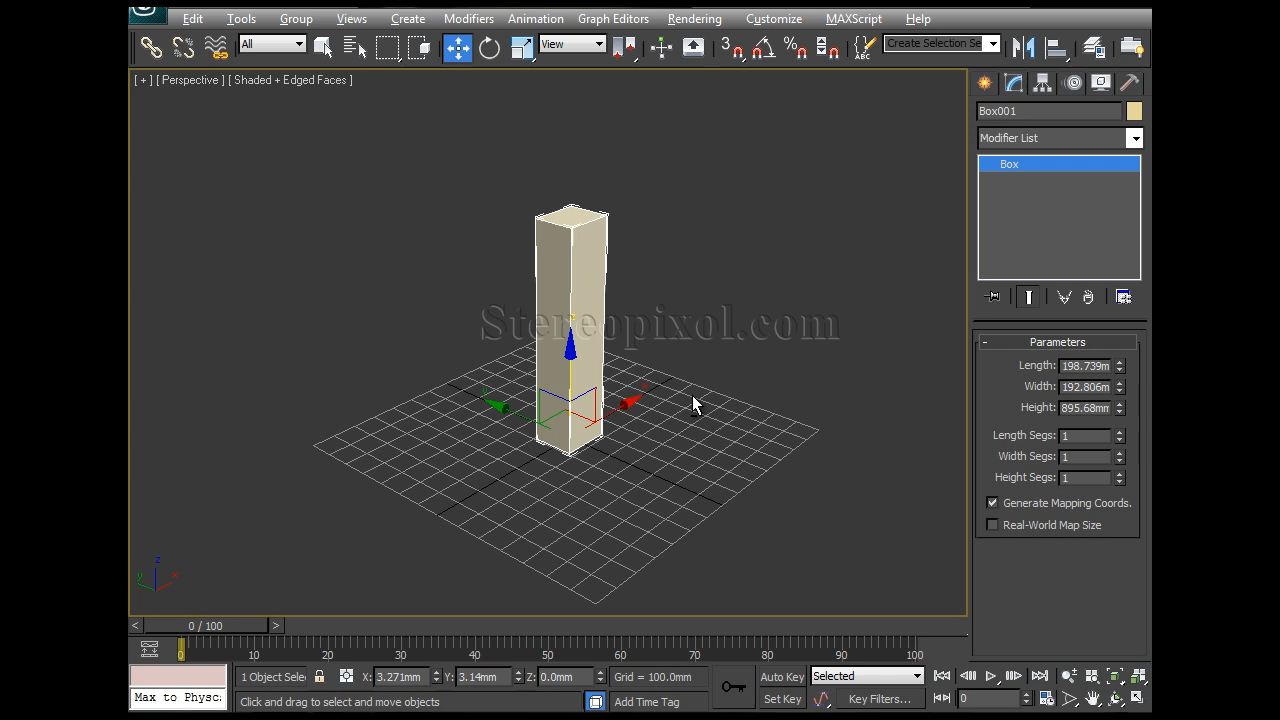 Edit Tools Group Views Create Modifiers Animation Graph Editors Rendering Customize MAXScript Help
All View 3 % ABC Create Selection Se
[ + ] [ Perspective ] [ Shaded + Edged Faces ]
Box001
Modifier List
Box
Stereopixol.com
- Parameters
Length: 198.739m
Width: 192.806m
Height: 895.68mm
Length Segs: 1
Width Segs: 1
Height Segs: 1
Generate Mapping Coords.
Real-World Map Size
z
y x
< 0 / 100 >
0 10 20 30 40 50 60 70 80 90 100
1 Object Selec X: 3.271mm Y: 3.14mm Z: 0.0mm Grid = 100.0mm Auto Key Selected
Max to Physc: Click and drag to select and move objects Add Time Tag Set Key Key Filters... 0